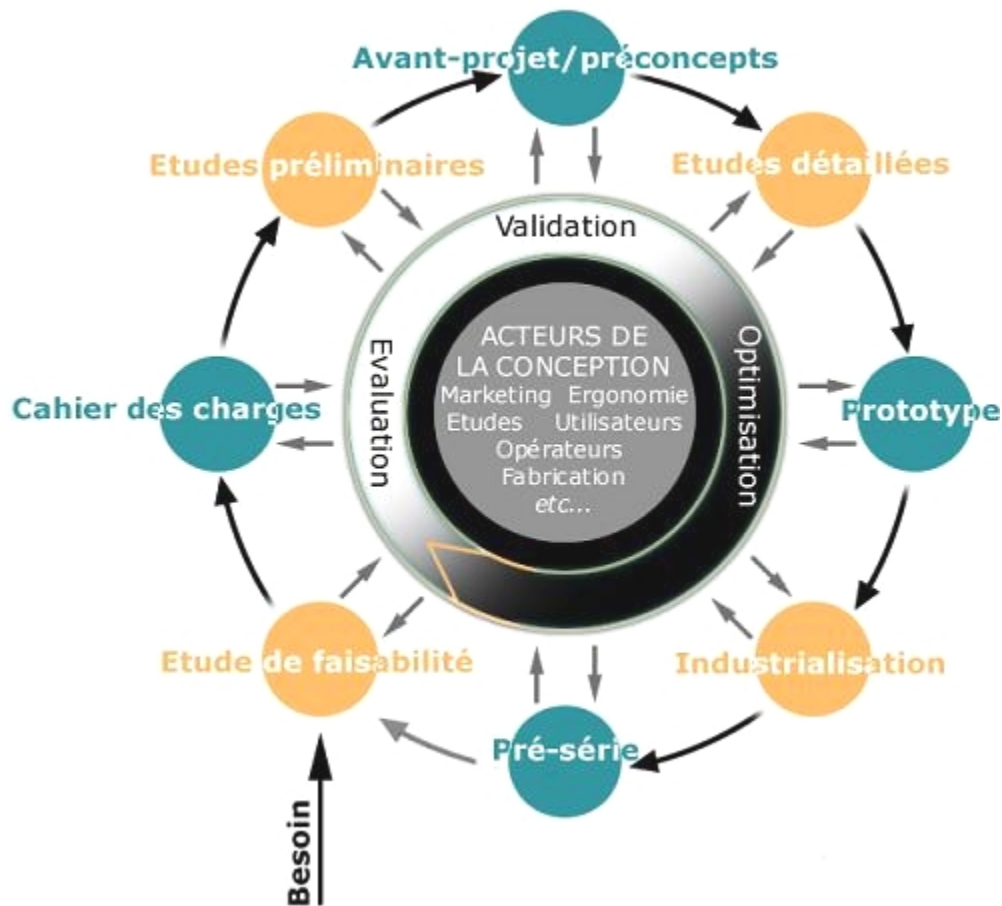 Avant-projet/préconcepts
Etudes préliminaires
Etudes détaillées
Validation
Evaluation
Optimisation
ACTEURS DE
LA CONCEPTION
Marketing Ergonomie
Etudes Utilisateurs
Opérateurs
Fabrication
etc...
Cahier des charges
Prototype
Etude de faisabilité
Industrialisation
Pré-série
Besoin